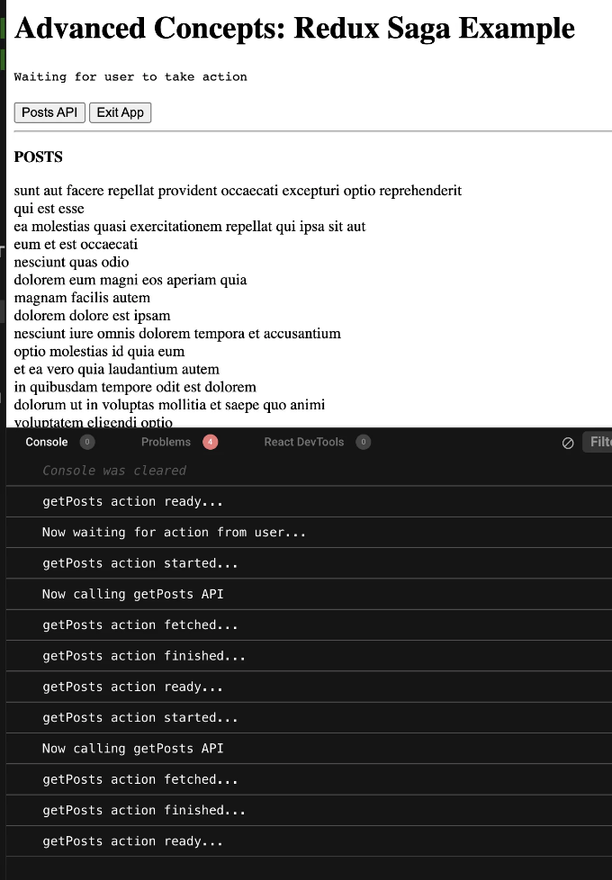 Advanced Concepts: Redux Saga Example
Waiting for user to take action
Posts API Exit App
POSTS
sunt aut facere repellat provident occaecati excepturi optio reprehenderit
qui est esse
ea molestias quasi exercitationem repellat qui ipsa sit aut
eum et est occaecati
nesciunt quas odio
dolorem eum magni eos aperiam quia
magnam facilis autem
dolorem dolore est ipsam
nesciunt iure omnis dolorem tempora et accusantium
optio molestias id quia eum
et ea vero quia laudantium autem
in quibusdam tempore odit est dolorem
dolorum ut in voluptas mollitia et saepe quo animi
voluptatem eligendi optio
Console 0 Problems 4 React DevTools 0 Filte
Console was cleared
getPosts action ready...
Now waiting for action from user...
getPosts action started...
Now calling getPosts API
getPosts action fetched...
getPosts action finished...
getPosts action ready...
getPosts action started...
Now calling getPosts API
getPosts action fetched...
getPosts action finished...
getPosts action ready...